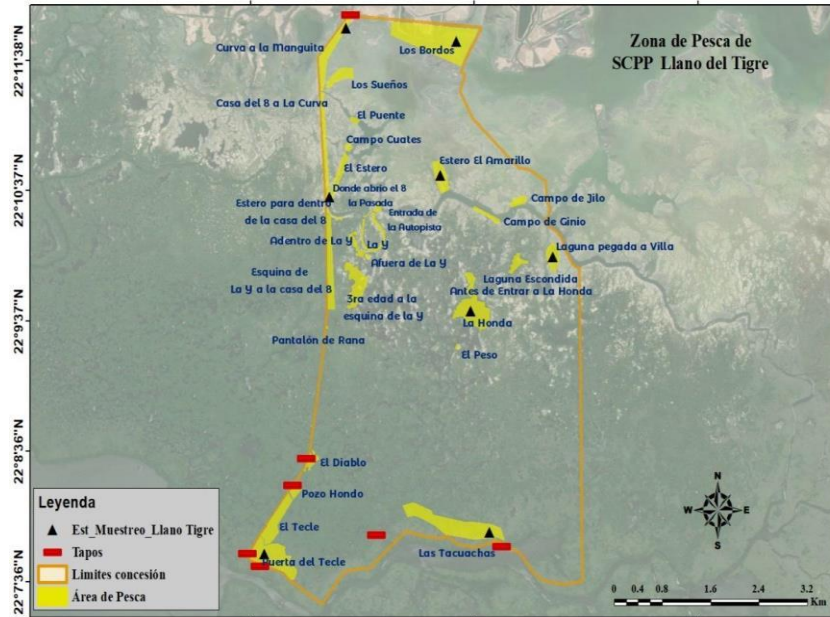 Zona de Pesca de
SCPP Llano del Tigre
22°11'38"N
22°10'37"N
22°9'37"N
22°8'36"N
22°7'36"N
Curva a la Manguita
Los Bordos
Los Sueños
Casa del 8 a La Curva
El Puente
Campo Cuates
Estero El Amarillo
El Estero
Donde abrio el 8
la Pasada
Estero para dentro
de la casa del 8
Entrada de
la Autopista
Campo de Jilo
Campo de Ginio
Adentro de La Y
La Y
Afuera de La Y
Laguna pegada a Villa
Esquina de
La Y a la casa del 8
Laguna Escondida
Antes de Entrar a La Honda
3ra edad a la
esquina de la Y
La Honda
Pantalón de Rana
El Peso
El Diablo
Pozo Hondo
El Tecle
Las Tacuachas
Puerta del Tecle
Leyenda
Est_Muestreo_Llano Tigre
Tapos
Límites concesión
Área de Pesca
N
W
E
S
0 0.4 0.8 1.6 2.4 3.2
Km